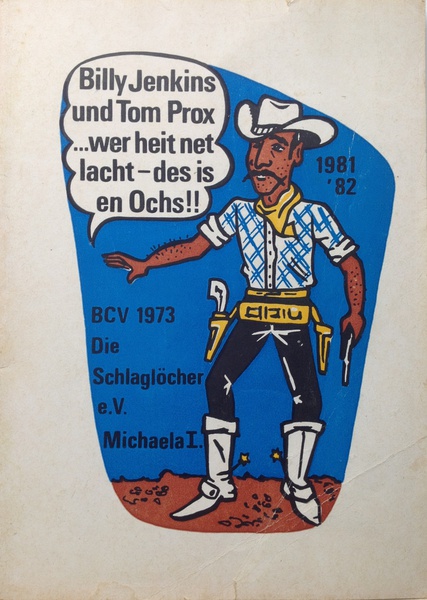 Billy Jenkins
und Tom Prox
...wer heit net
lacht – des is
en Ochs!!
1981
'82
BCV 1973
Die
Schlaglöcher
e.V.
Michaela I.